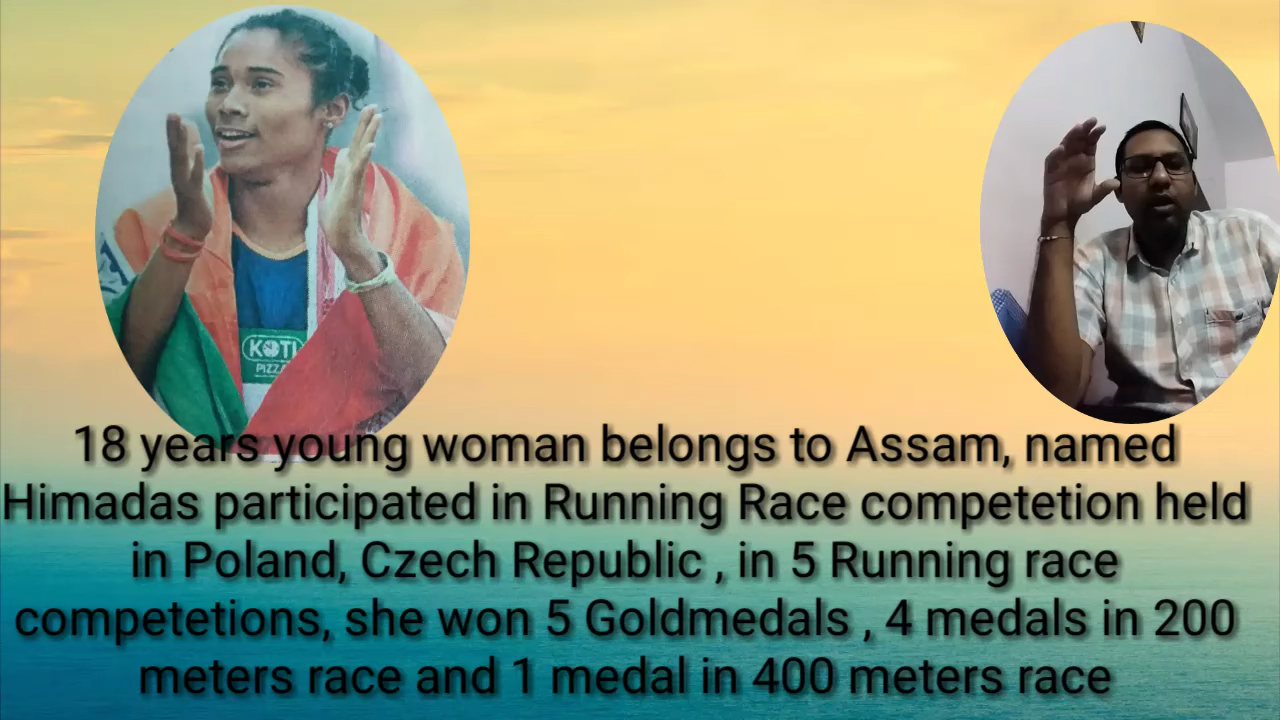 KOTI
PIZZA
18 years young woman belongs to Assam, named
Himadas participated in Running Race competetion held
in Poland, Czech Republic , in 5 Running race
competetions, she won 5 Goldmedals , 4 medals in 200
meters race and 1 medal in 400 meters race